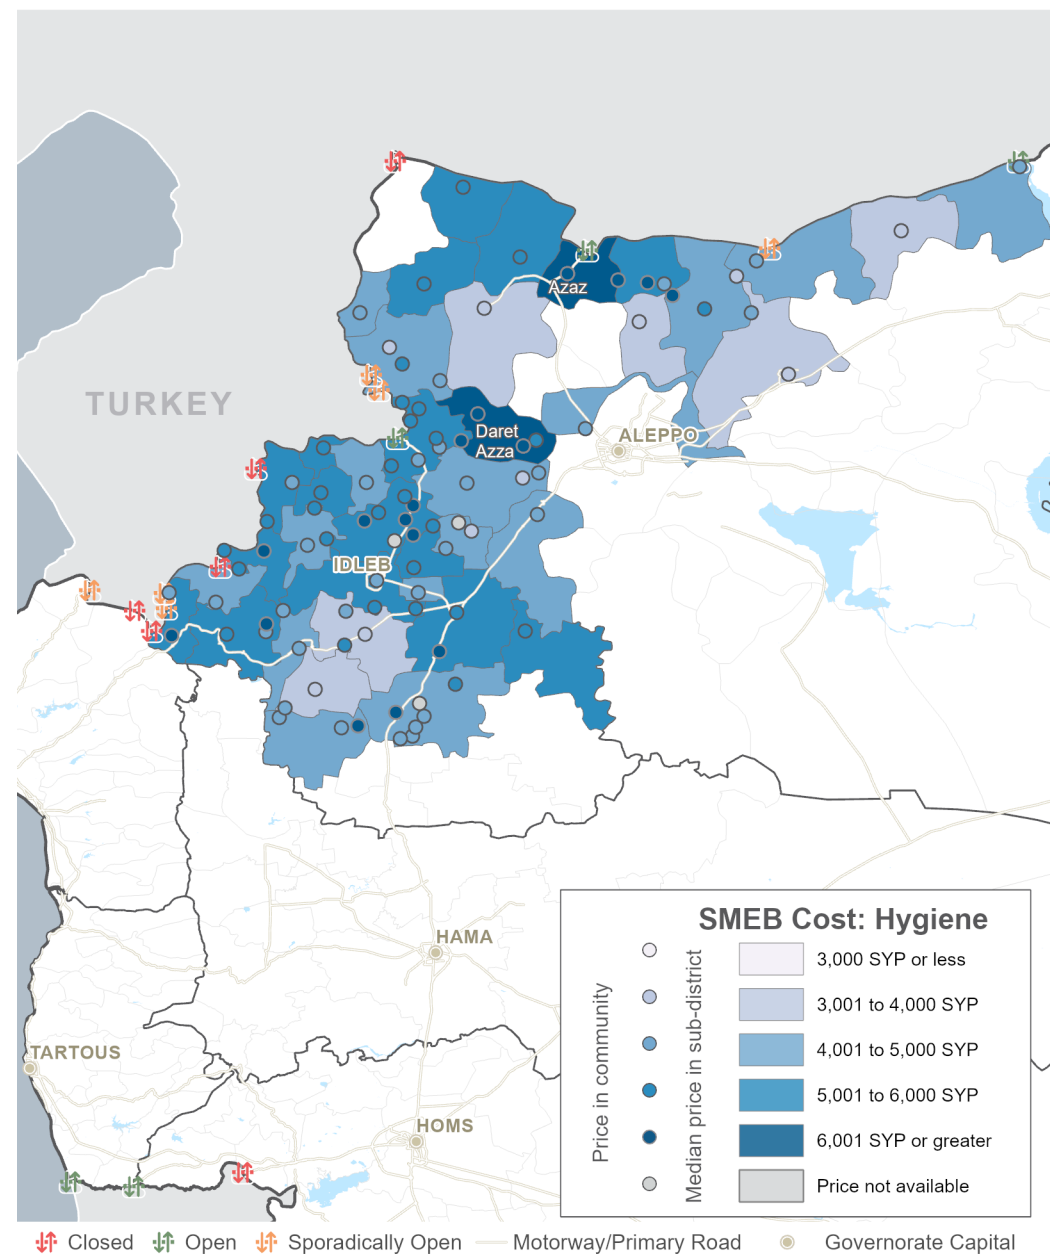 Azaz
TURKEY
Daret
Azza
ALEPPO
IDLEB
HAMA
TARTOUS
HOMS
SMEB Cost: Hygiene
Price in community
Median price in sub-district
3,000 SYP or less
3,001 to 4,000 SYP
4,001 to 5,000 SYP
5,001 to 6,000 SYP
6,001 SYP or greater
Price not available
Closed Open Sporadically Open Motorway/Primary Road Governorate Capital